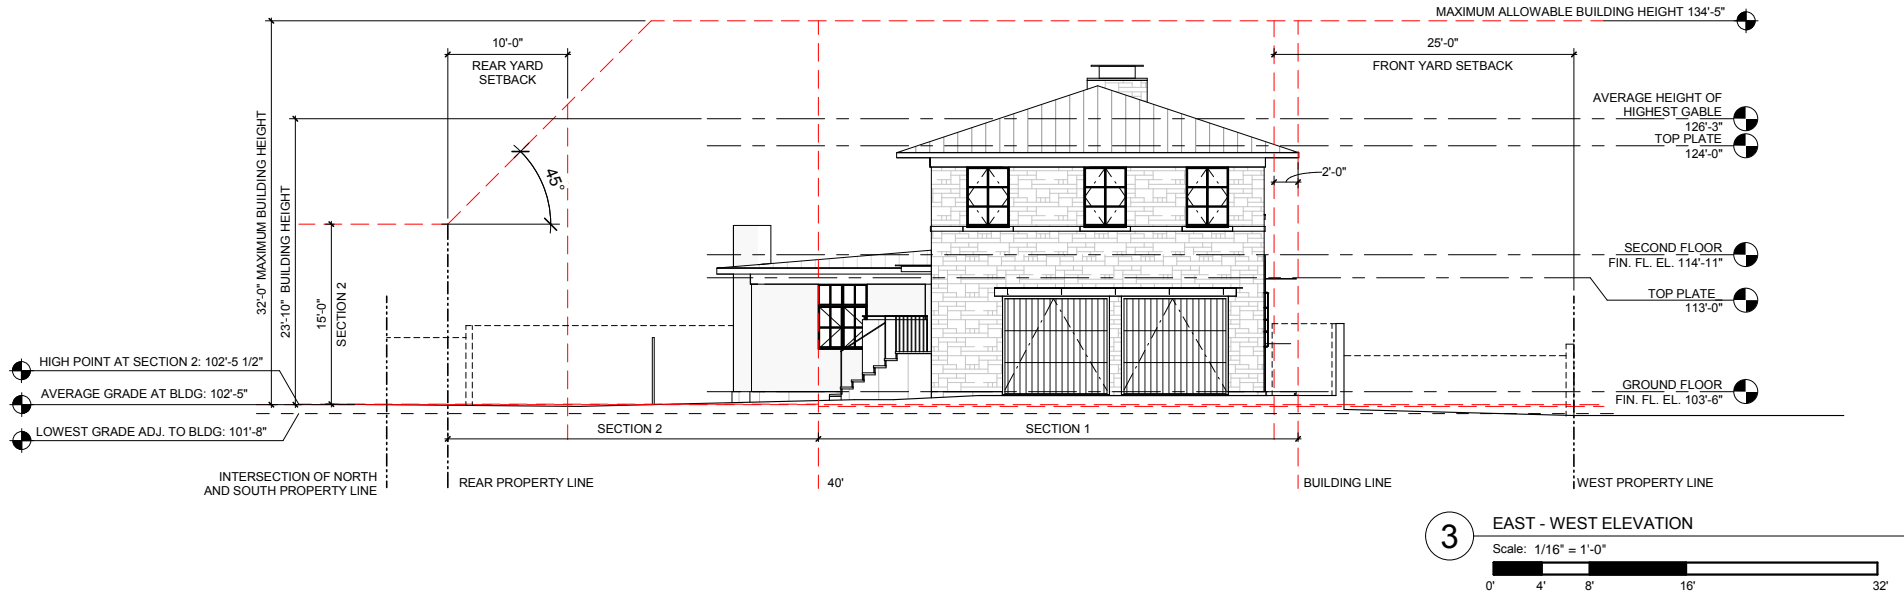 MAXIMUM ALLOWABLE BUILDING HEIGHT 134'-5"
10'-0"
REAR YARD
SETBACK
25'-0"
FRONT YARD SETBACK
32'-0" MAXIMUM BUILDING HEIGHT
23'-10" BUILDING HEIGHT
15'-0"
SECTION 2
45°
2'-0"
AVERAGE HEIGHT OF
HIGHEST GABLE
126'-3"
TOP PLATE
124'-0"
SECOND FLOOR
FIN. FL. EL. 114'-11"
TOP PLATE
113'-0"
GROUND FLOOR
FIN. FL. EL. 103'-6"
HIGH POINT AT SECTION 2: 102'-5 1/2"
AVERAGE GRADE AT BLDG: 102'-5"
LOWEST GRADE ADJ. TO BLDG: 101'-8"
SECTION 2
SECTION 1
INTERSECTION OF NORTH
AND SOUTH PROPERTY LINE
REAR PROPERTY LINE
40'
BUILDING LINE
WEST PROPERTY LINE
3
EAST - WEST ELEVATION
Scale: 1/16" = 1'-0"
0' 4' 8' 16' 32'